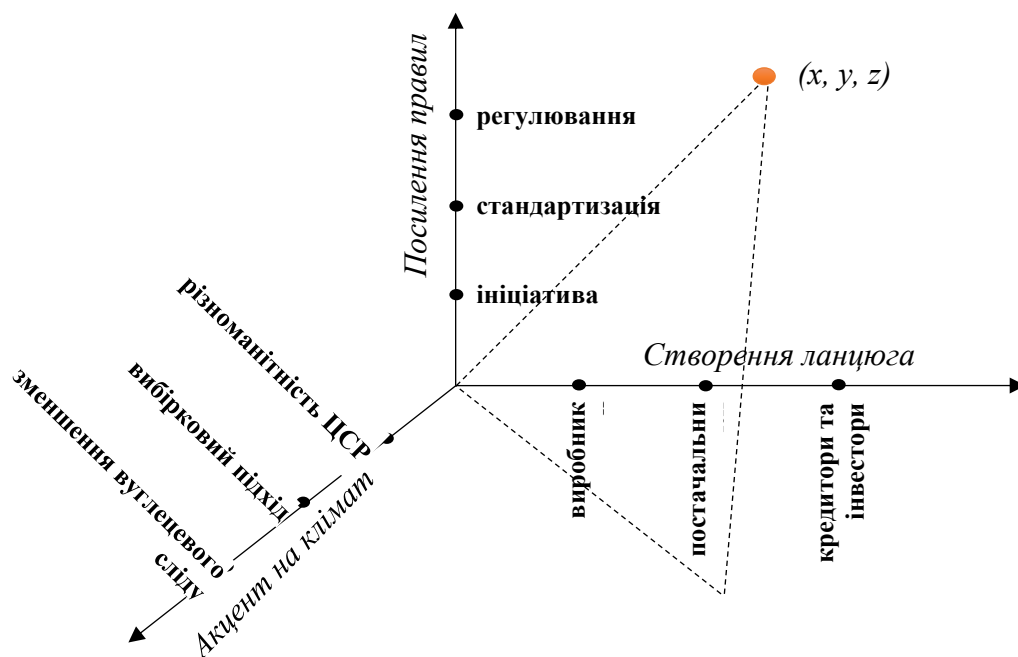 (x, y, z)
Посилення правил
регулювання
стандартизація
ініціатива
Створення ланцюга
виробник
постачальни
кредитори та
інвестори
різноманітність ЦСР
вибірковий підхід
зменшення вуглецевого
сліду
Акцент на клімат